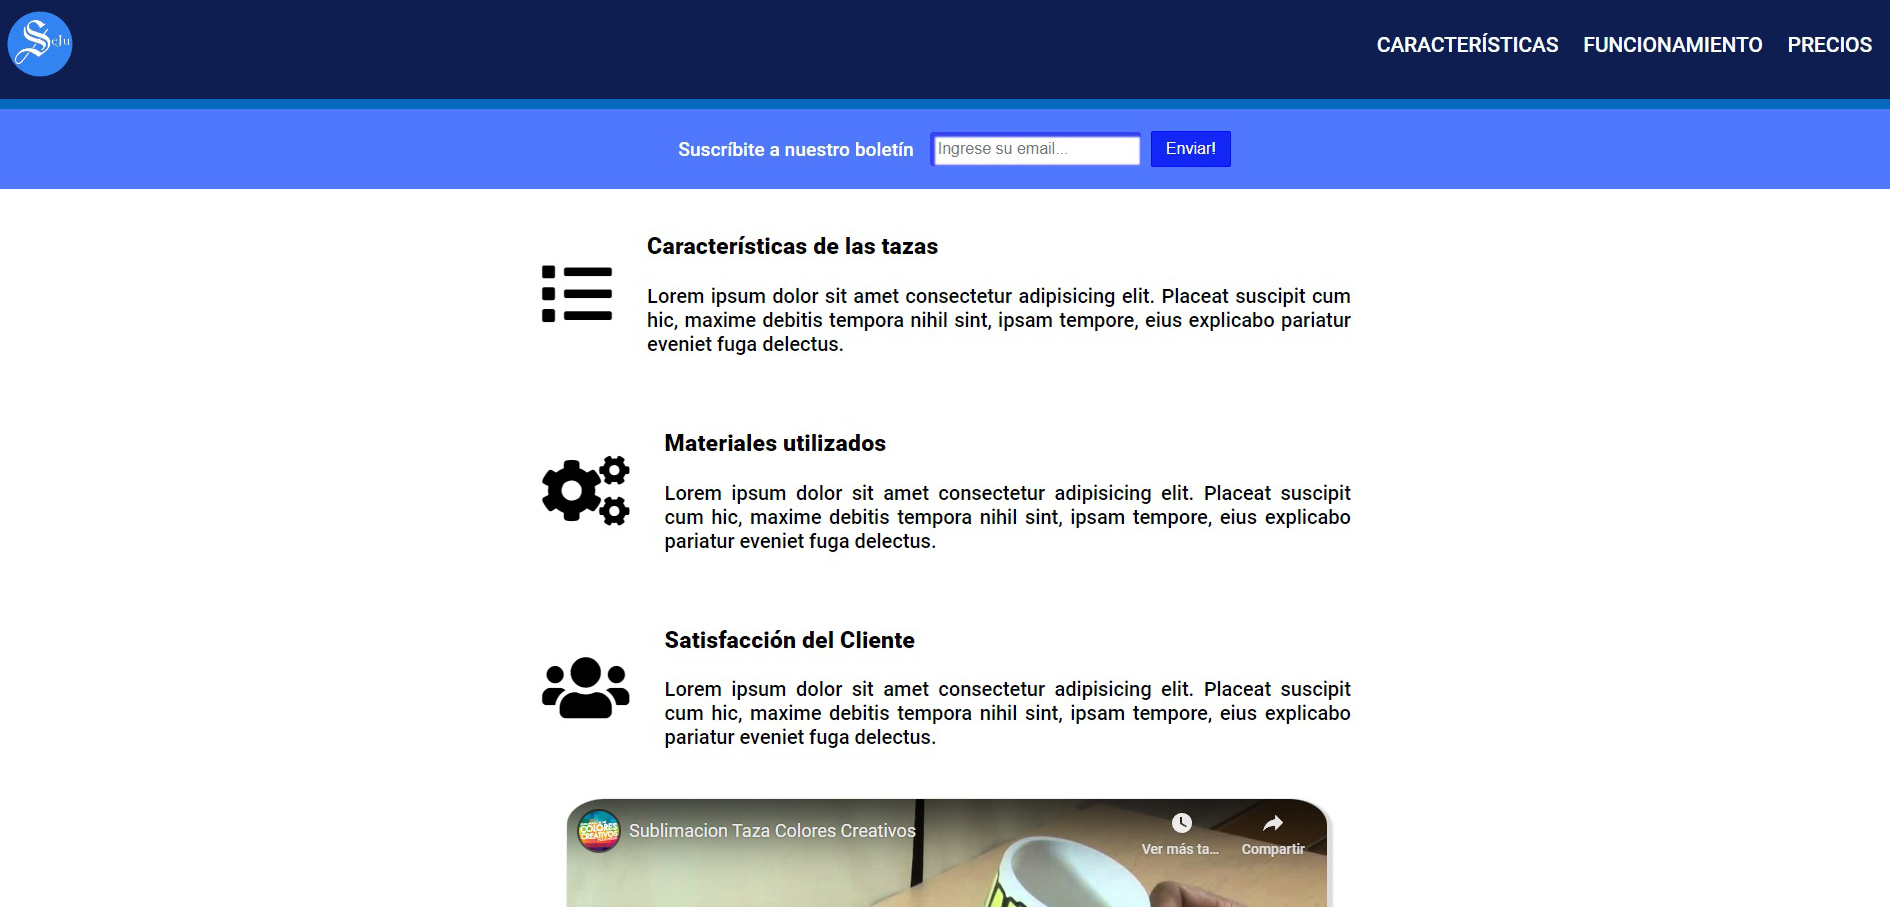 SeJu
CARACTERÍSTICAS FUNCIONAMIENTO PRECIOS
Suscríbite a nuestro boletín Ingrese su email... Enviar!
Características de las tazas
Lorem ipsum dolor sit amet consectetur adipisicing elit. Placeat suscipit cum
hic, maxime debitis tempora nihil sint, ipsam tempore, eius explicabo pariatur
eveniet fuga delectus.
Materiales utilizados
Lorem ipsum dolor sit amet consectetur adipisicing elit. Placeat suscipit
cum hic, maxime debitis tempora nihil sint, ipsam tempore, eius explicabo
pariatur eveniet fuga delectus.
Satisfacción del Cliente
Lorem ipsum dolor sit amet consectetur adipisicing elit. Placeat suscipit
cum hic, maxime debitis tempora nihil sint, ipsam tempore, eius explicabo
pariatur eveniet fuga delectus.
COLORES
CREATIVOS
Sublimacion Taza Colores Creativos
Ver más ta... Compartir